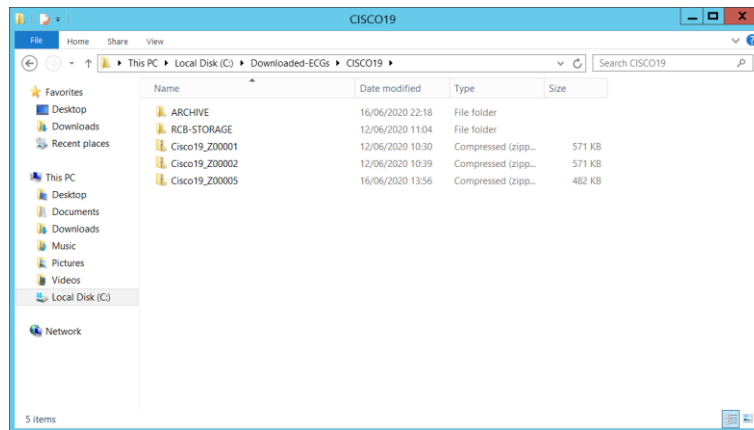 CISCO19
File Home Share View
This PC Local Disk (C:) Downloaded-ECGs CISCO19
Search CISCO19
Name Date modified Type Size
Favorites
Desktop
Downloads
Recent places
This PC
Desktop
Documents
Downloads
Music
Pictures
Videos
Local Disk (C:)
Network
ARCHIVE 16/06/2020 22:18 File folder
RCB-STORAGE 12/06/2020 11:04 File folder
Cisco19_Z00001 12/06/2020 10:30 Compressed (zipp... 571 KB
Cisco19_Z00002 12/06/2020 10:39 Compressed (zipp... 571 KB
Cisco19_Z00005 16/06/2020 13:56 Compressed (zipp... 482 KB
5 items